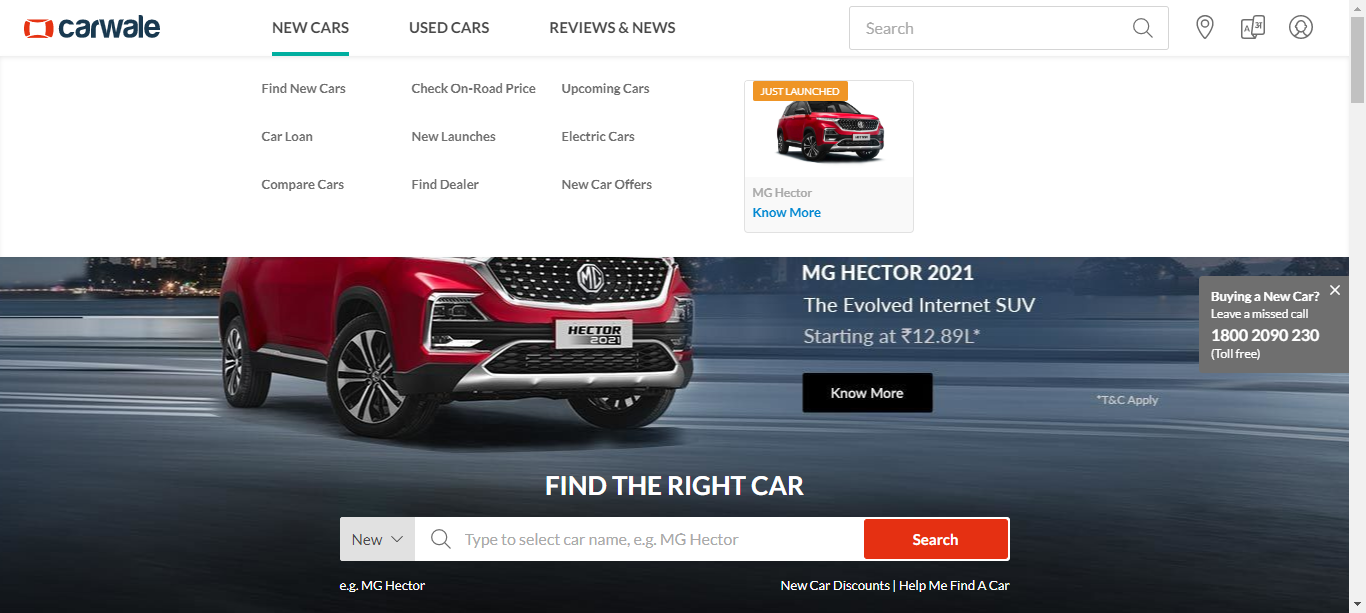 carwale
NEW CARS
USED CARS
REVIEWS & NEWS
Search
Find New Cars
Check On-Road Price
Upcoming Cars
Car Loan
New Launches
Electric Cars
Compare Cars
Find Dealer
New Car Offers
JUST LAUNCHED
MG Hector
Know More
MG HECTOR 2021
The Evolved Internet SUV
Starting at ₹12.89L*
Know More
*T&C Apply
MG
HECTOR
2021
Buying a New Car?
Leave a missed call
1800 2090 230
(Toll free)
FIND THE RIGHT CAR
New
Type to select car name, e.g. MG Hector
Search
e.g. MG Hector
New Car Discounts | Help Me Find A Car